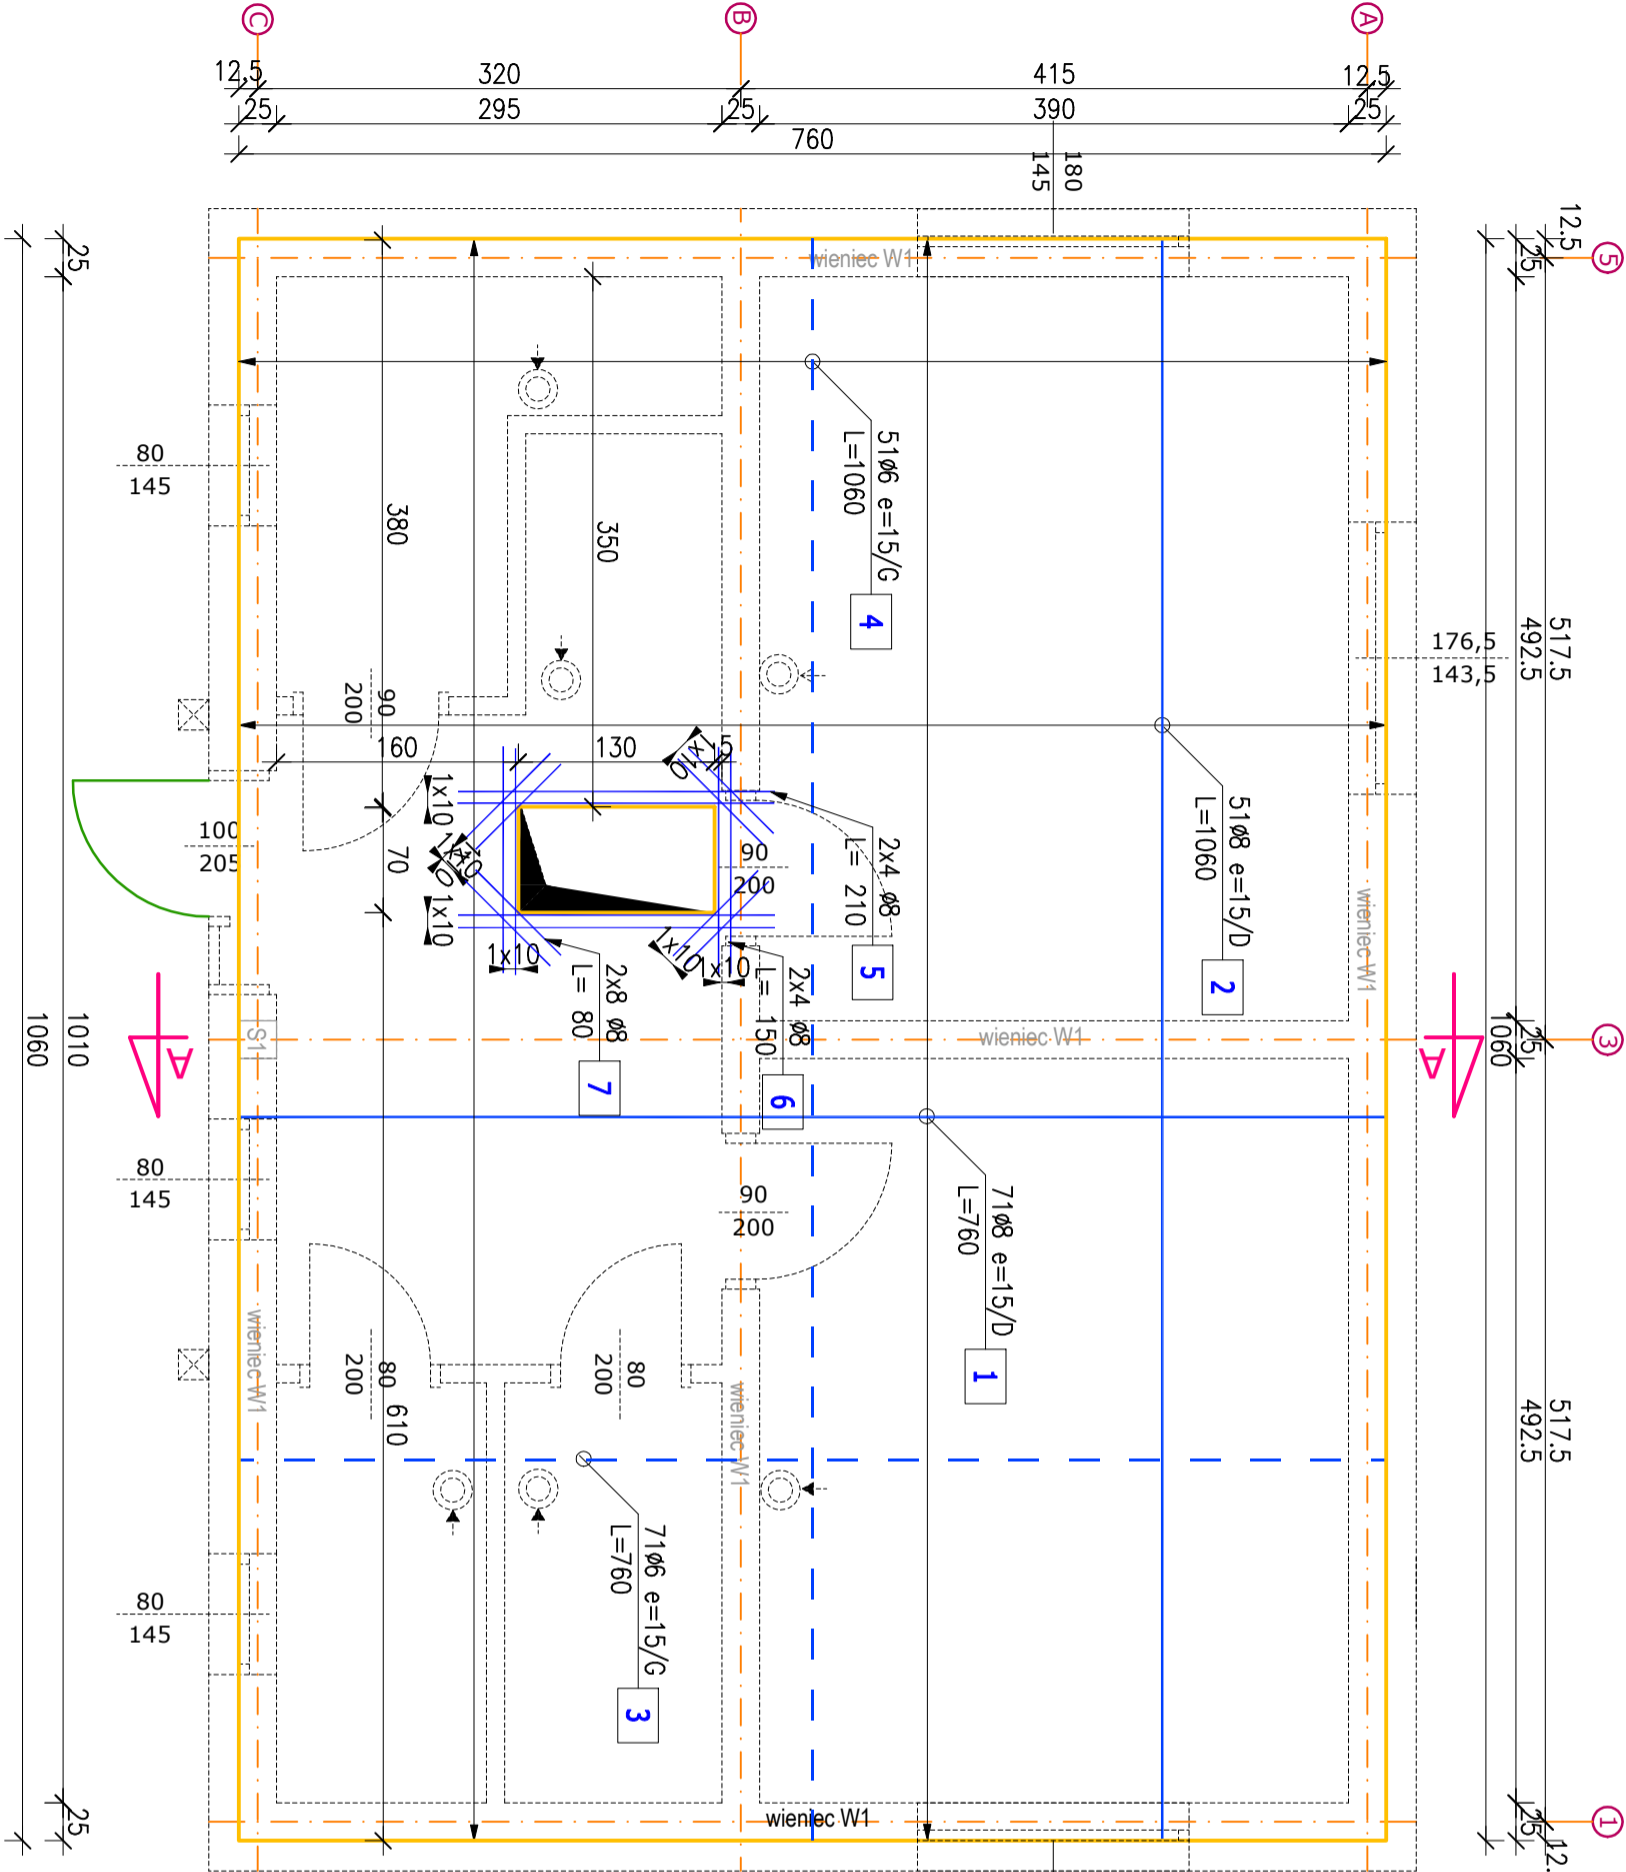 C
B
A
12,5
320
415
12,5
25
295
25
390
25
760
180
145
12.5
25
5
25
wieniec W1
51ø6 e=15/G
L=1060
4
80
145
380
350
517.5
492.5
176,5
143,5
90
200
160
130
15
1x10
1x10
100
205
70
1x10
1x10
1x10
1x10
1x10
90
200
2x4 ø8
L= 210
5
51ø8 e=15/D
L=1060
2
wieniec W1
2x8 ø8
L= 80
7
2x4 ø8
L= 150
6
S1
wieniec W1
A
A
1010
1060
25
1060
3
80
145
90
200
71ø8 e=15/D
L=760
1
wieniec W1
80
200
610
80
200
wieniec W1
517.5
492.5
71ø6 e=15/G
L=760
3
80
145
25
wieniec W1
25
12.
1